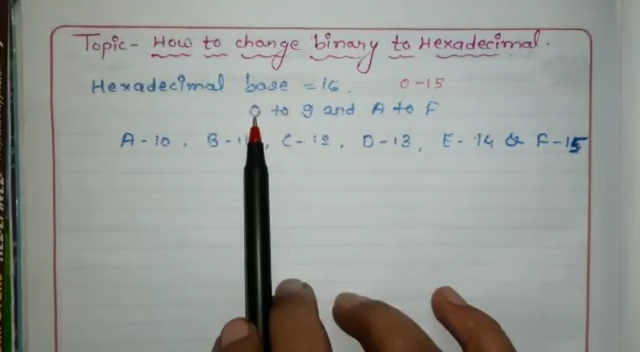 Topic- How to change binary to Hexadecimal.
Hexadecimal base = 16. 0-15
0 to 9 and A to F
A-10, B-11, C-12, D-13, E-14 & F-15